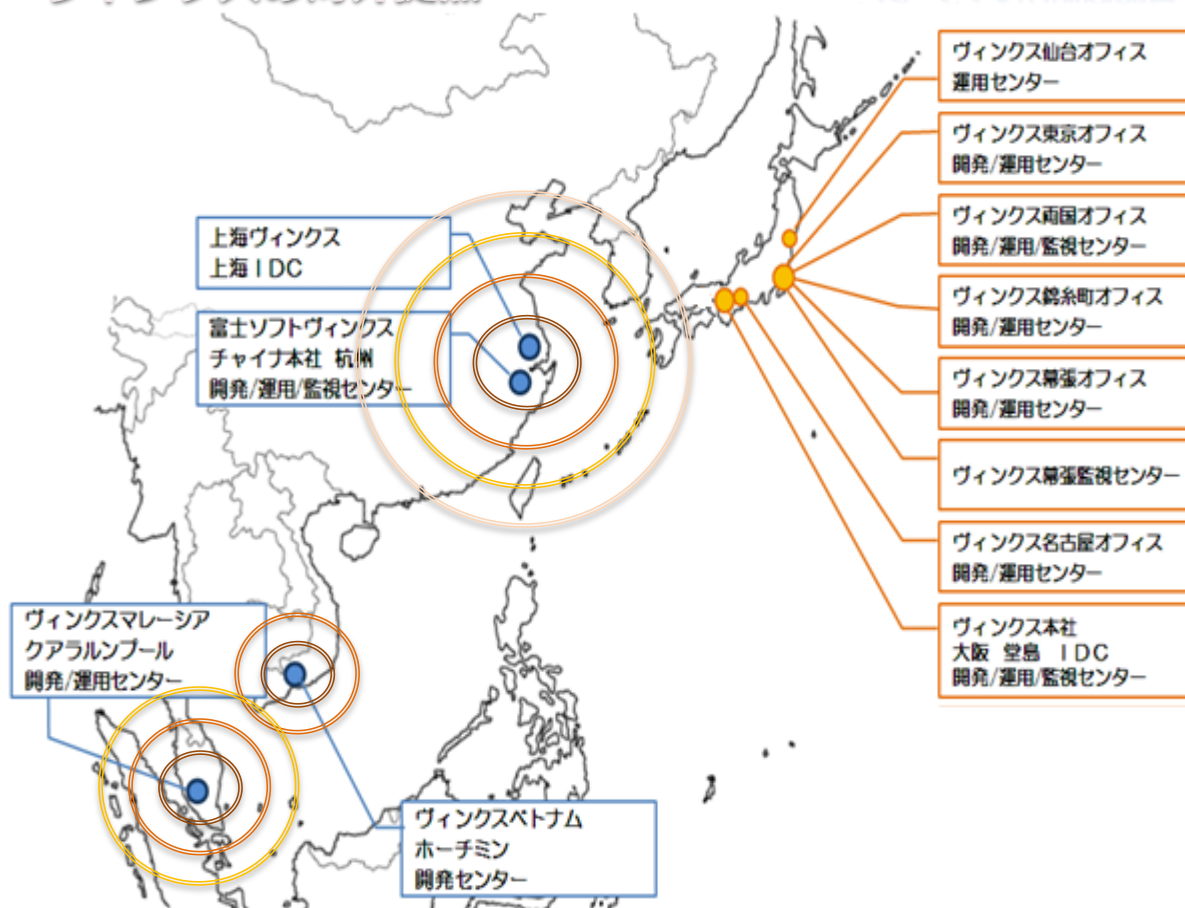 ヴィンクス仙台オフィス
運用センター
ヴィンクス東京オフィス
開発/運用センター
ヴィンクス両国オフィス
開発/運用/監視センター
ヴィンクス錦糸町オフィス
開発/運用センター
ヴィンクス幕張オフィス
開発/運用センター
ヴィンクス幕張監視センター
ヴィンクス名古屋オフィス
開発/運用センター
ヴィンクス本社
大阪 堂島 IDC
開発/運用/監視センター
上海ヴィンクス
上海IDC
富士ソフトヴィンクス
チャイナ本社 杭州
開発/運用/監視センター
ヴィンクスマレーシア
クアラルンプール
開発/運用センター
ヴィンクスベトナム
ホーチミン
開発センター